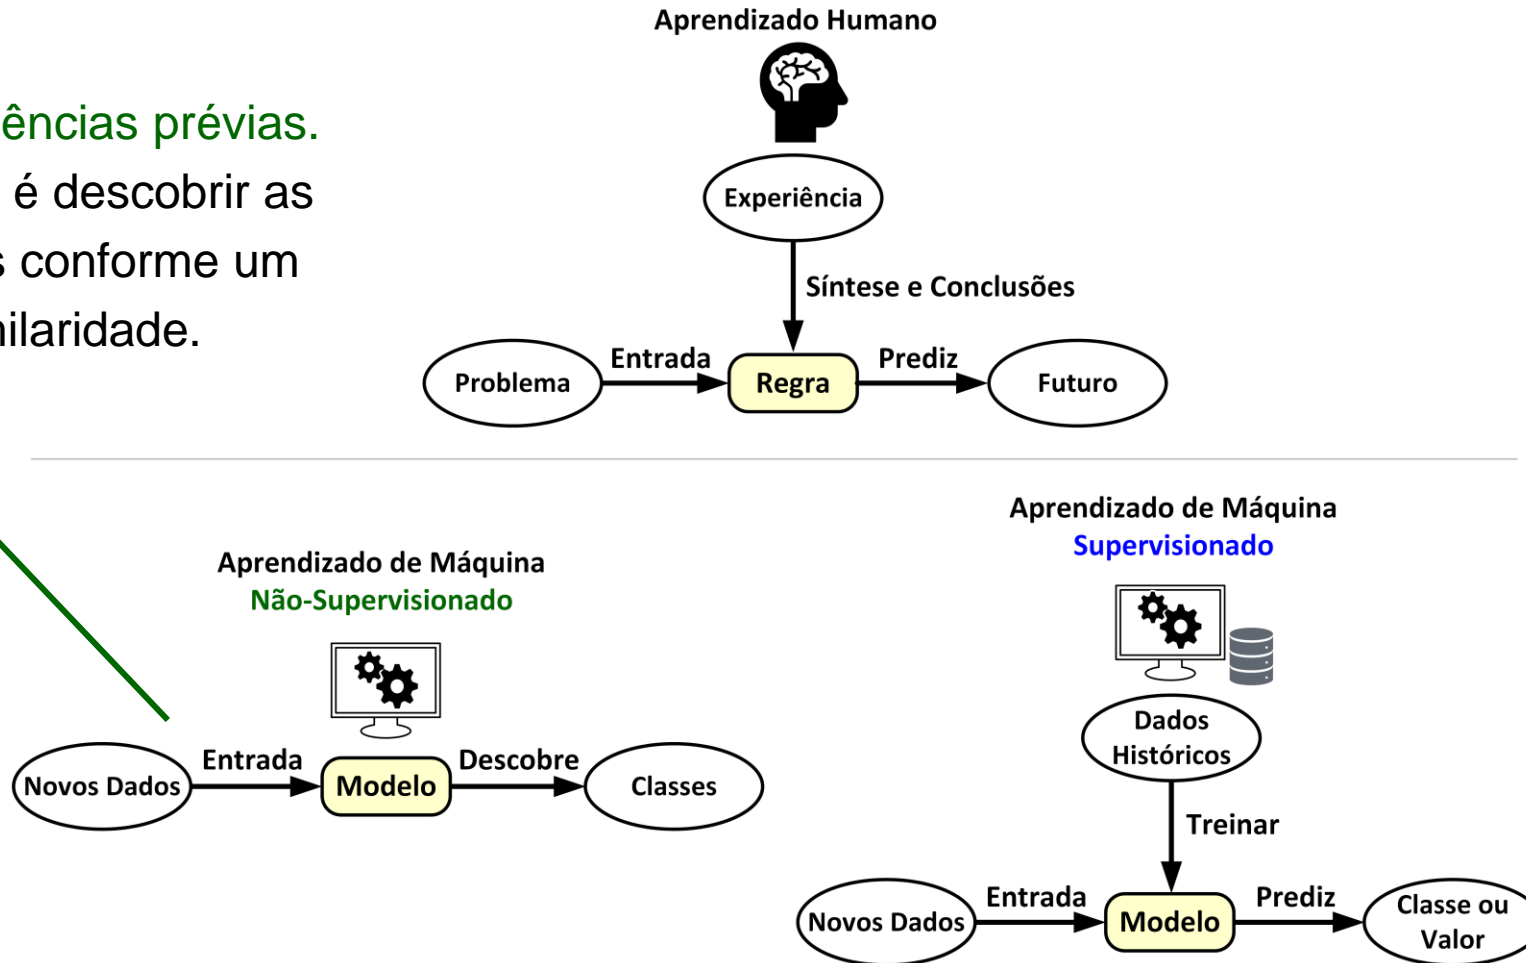 Aprendizado Humano
ências prévias.
é descobrir as
s conforme um
ilaridade.
Experiência
Síntese e Conclusões
Problema
Entrada
Regra
Prediz
Futuro
Aprendizado de Máquina
Não-Supervisionado
Novos Dados
Entrada
Modelo
Descobre
Classes
Aprendizado de Máquina
Supervisionado
Dados
Históricos
Treinar
Novos Dados
Entrada
Modelo
Prediz
Classe ou
Valor